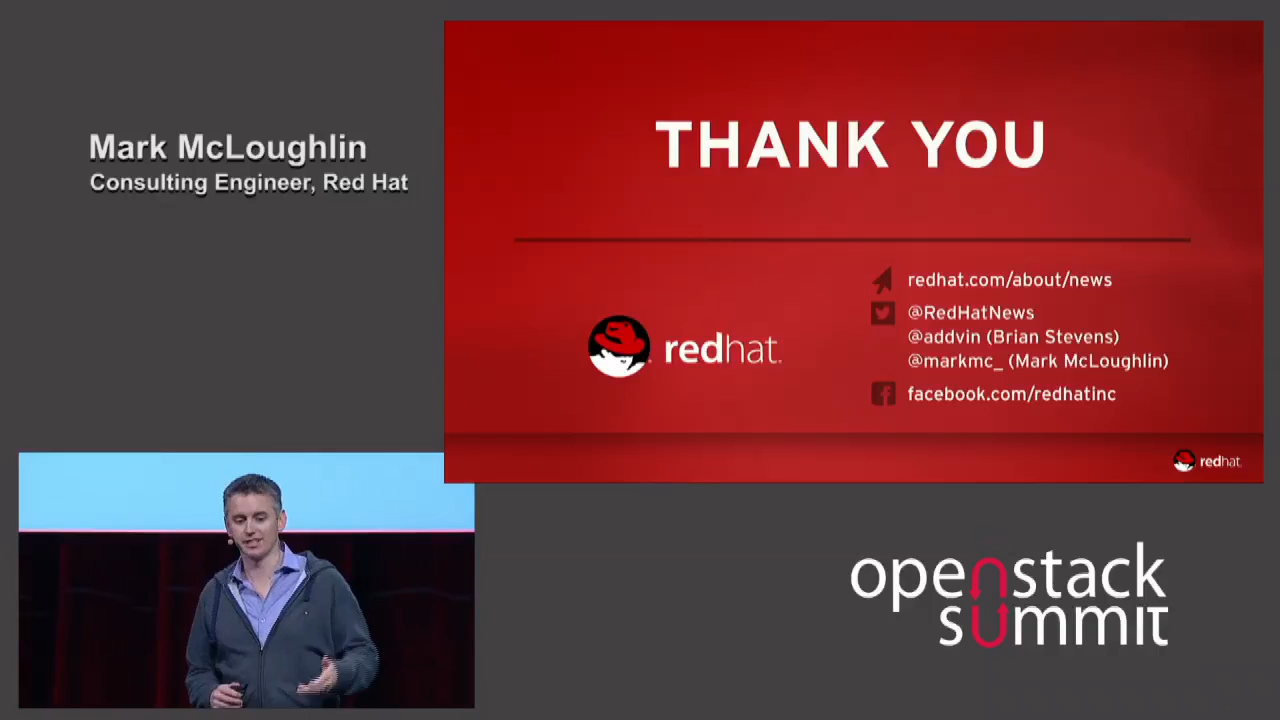 Mark McLoughlin
Consulting Engineer, Red Hat
THANK YOU
redhat.com/about/news
@RedHatNews
@addvin (Brian Stevens)
@markmc_ (Mark McLoughlin)
facebook.com/redhatinc
redhat.
redhat.
openstack
summit